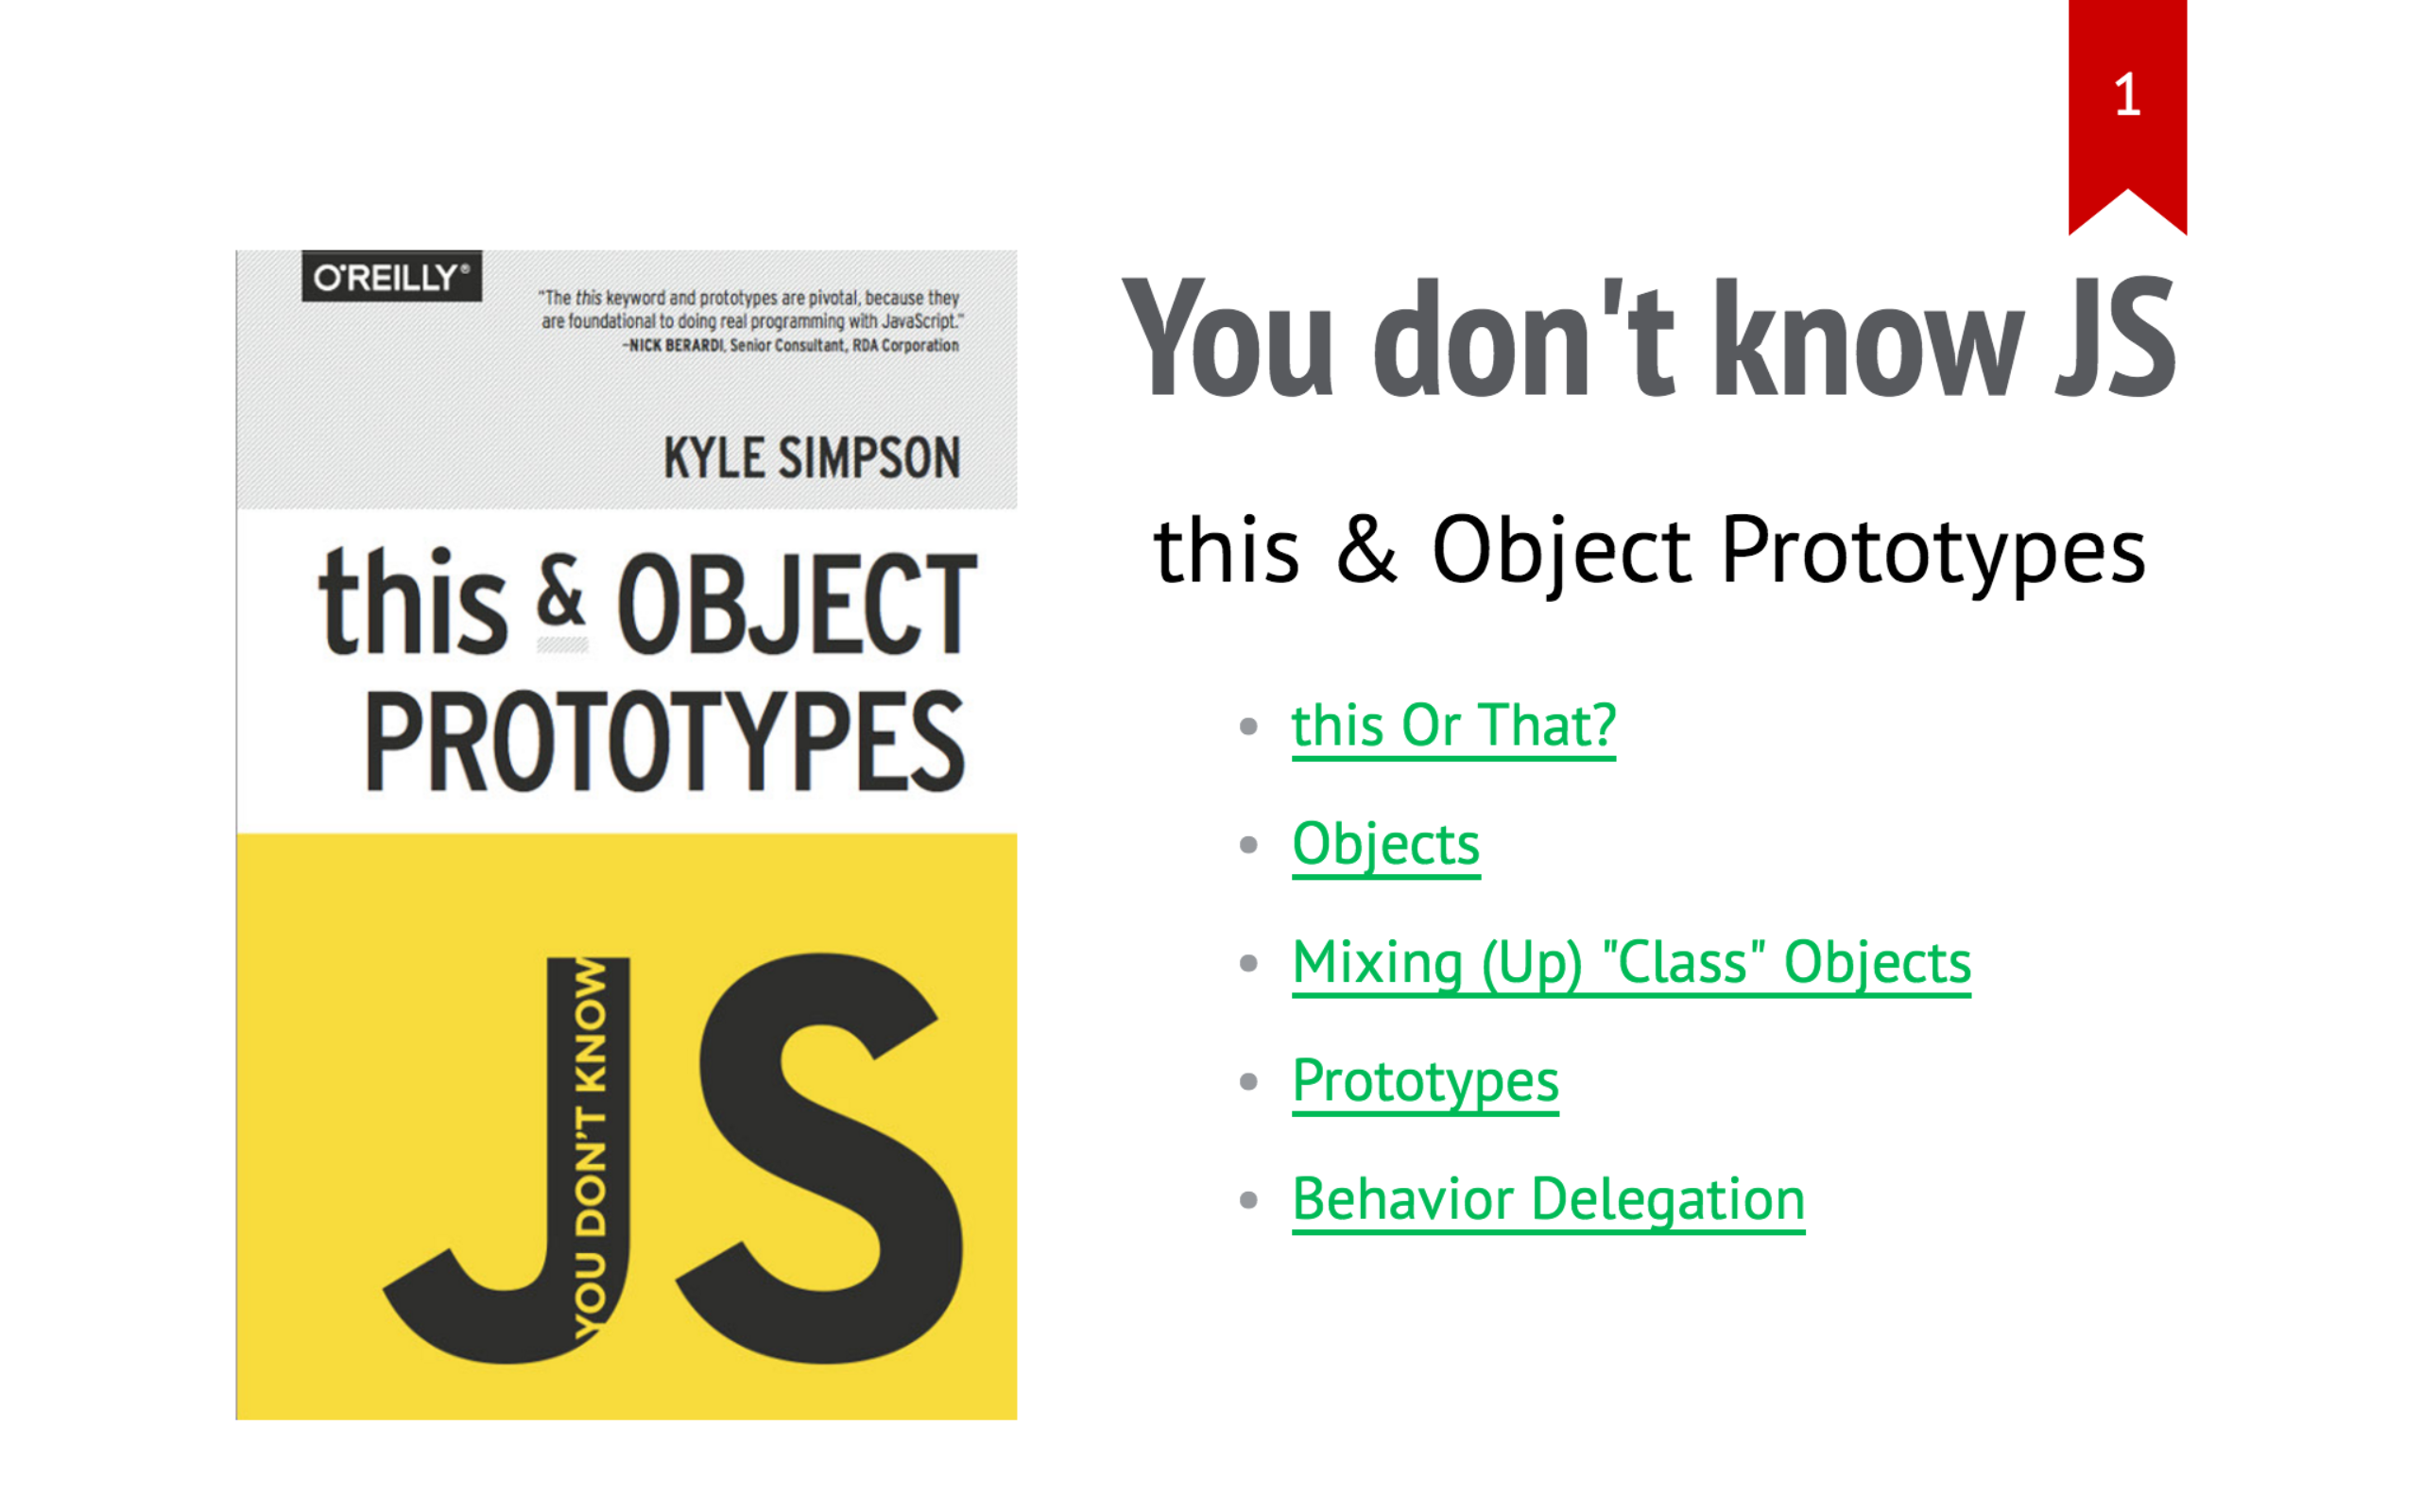 1
O'REILLY®
"The this keyword and prototypes are pivotal, because they
are foundational to doing real programming with JavaScript."
–NICK BERARDI, Senior Consultant, RDA Corporation
KYLE SIMPSON
this & OBJECT
PROTOTYPES
YOU DON'T KNOW
JS
You don't know JS
this & Object Prototypes
• this Or That?
• Objects
• Mixing (Up) "Class" Objects
• Prototypes
• Behavior Delegation